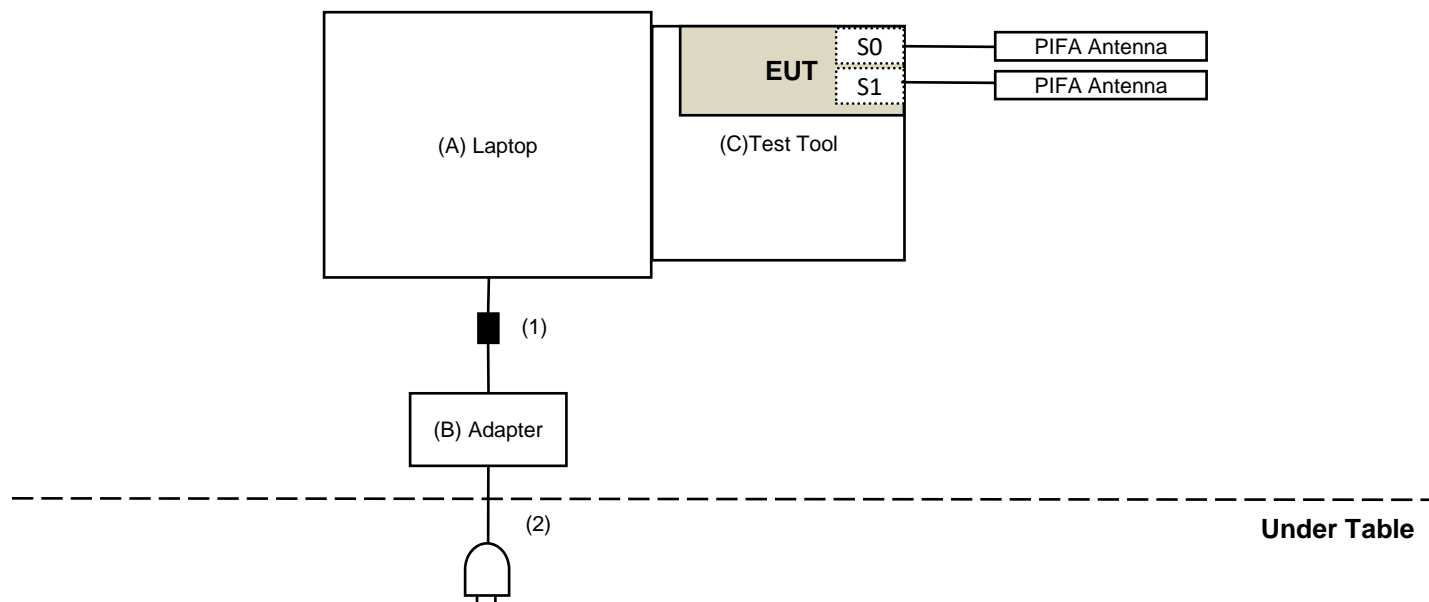 S0
PIFA Antenna
EUT
S1
PIFA Antenna
(A) Laptop
(C)Test Tool
(1)
(B) Adapter
(2)
Under Table